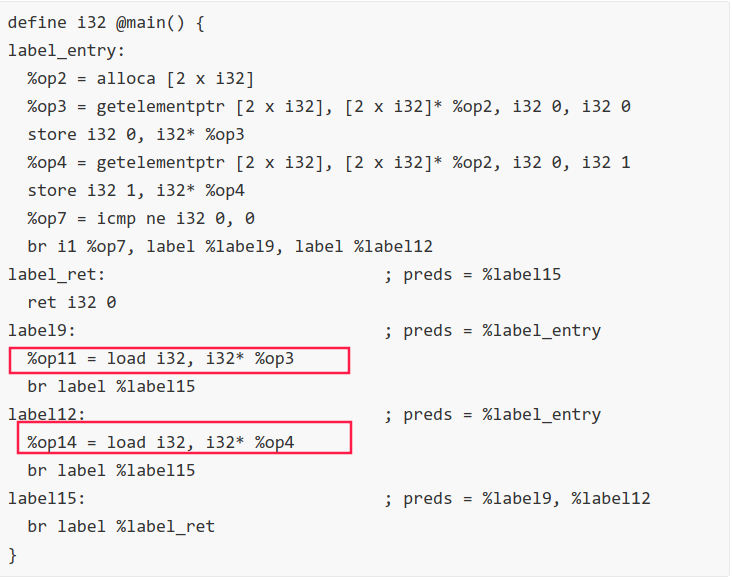 define i32 @main() {
label_entry:
  %op2 = alloca [2 x i32]
  %op3 = getelementptr [2 x i32], [2 x i32]* %op2, i32 0, i32 0
  store i32 0, i32* %op3
  %op4 = getelementptr [2 x i32], [2 x i32]* %op2, i32 0, i32 1
  store i32 1, i32* %op4
  %op7 = icmp ne i32 0, 0
  br i1 %op7, label %label9, label %label12
label_ret:                            ; preds = %label15
  ret i32 0
label9:                               ; preds = %label_entry
  %op11 = load i32, i32* %op3
  br label %label15
label12:                              ; preds = %label_entry
  %op14 = load i32, i32* %op4
  br label %label15
label15:                              ; preds = %label9, %label12
  br label %label_ret
}